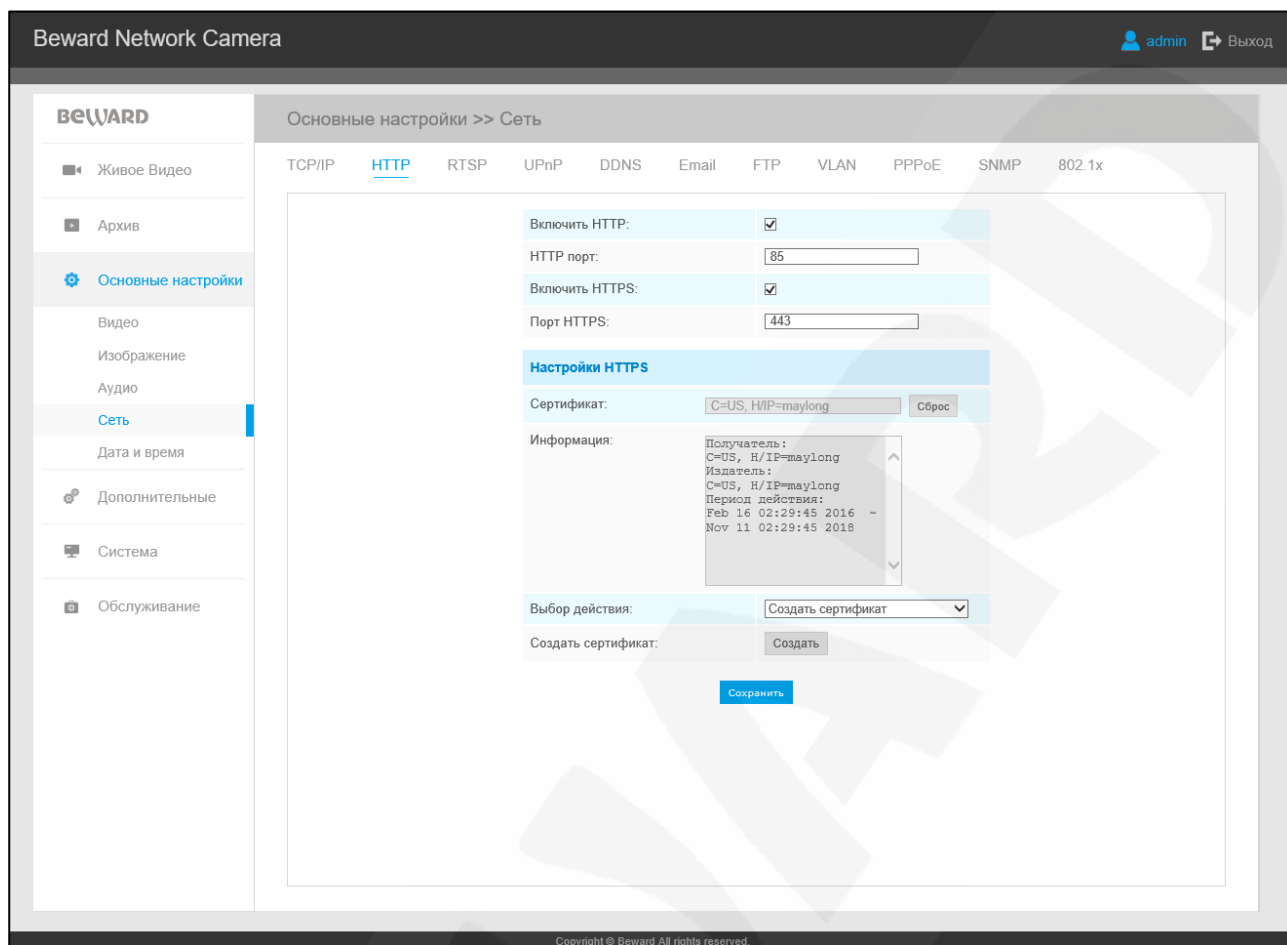 Beward Network Camera
admin Выход
BEWARD
Основные настройки >> Сеть
TCP/IP HTTP RTSP UPnP DDNS Email FTP VLAN PPPoE SNMP 802.1x
Живое Видео
Архив
Основные настройки
Видео
Изображение
Аудио
Сеть
Дата и время
Дополнительные
Система
Обслуживание
Включить HTTP:
HTTP порт: 85
Включить HTTPS:
Порт HTTPS: 443
Настройки HTTPS
Сертификат: C=US, H/IP=maylong Сброс
Информация:
Получатель:
C=US, H/IP=maylong
Издатель:
C=US, H/IP=maylong
Период действия:
Feb 16 02:29:45 2016 ~
Nov 11 02:29:45 2018
Выбор действия: Создать сертификат
Создать сертификат: Создать
Сохранить
Copyright © Beward All rights reserved.